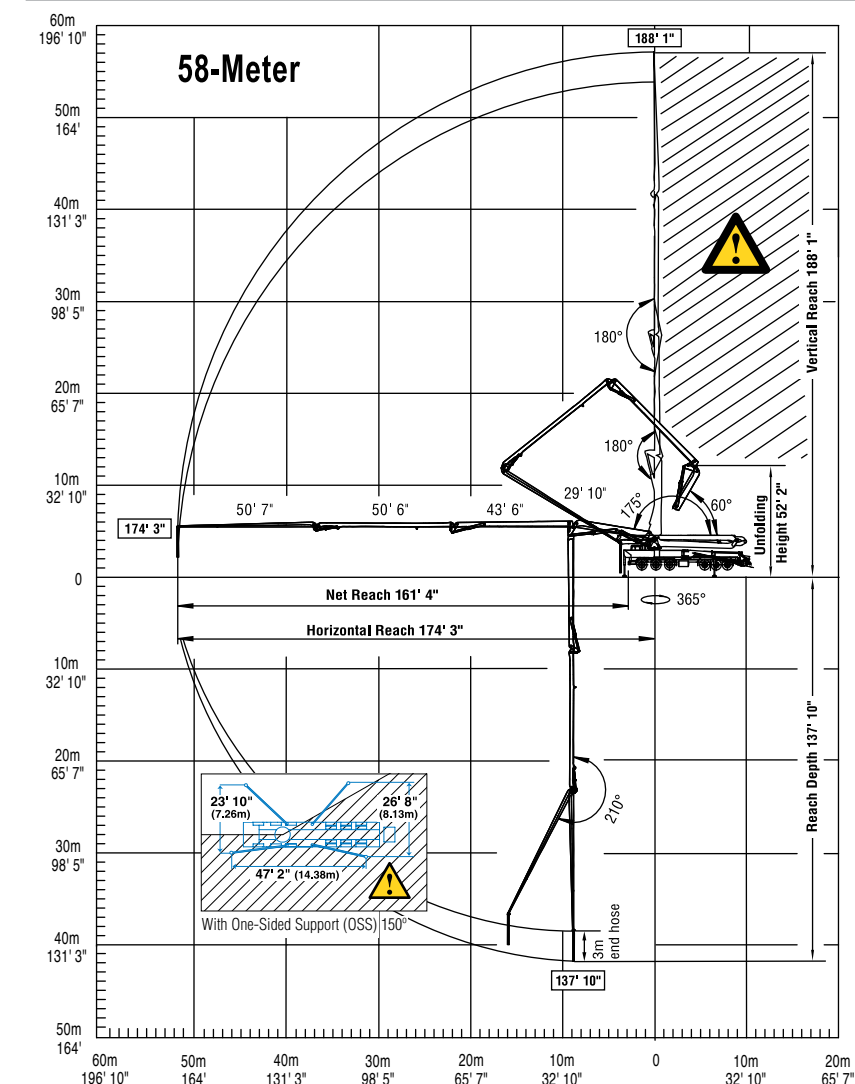 60m
196' 10"
188' 1"
58-Meter
50m
164'
40m
131' 3"
30m
98' 5"
180°
Vertical Reach 188' 1"
20m
65' 7"
180°
10m
32' 10"
50' 7"
50' 6"
43' 6"
29' 10"
175°
60°
Unfolding
Height 52' 2"
174' 3"
0
Net Reach 161' 4"
365°
Horizontal Reach 174' 3"
10m
32' 10"
20m
65' 7"
23' 10"
(7.26m)
26' 8"
(8.13m)
210°
Reach Depth 137' 10"
30m
98' 5"
47' 2" (14.38m)
With One-Sided Support (OSS) 150°
3m
end hose
40m
131' 3"
137' 10"
50m
164'
60m 50m 40m 30m 20m 10m 0 10m 20m
196' 10" 164' 131' 3" 98' 5" 65' 7" 32' 10" 32' 10" 65' 7"